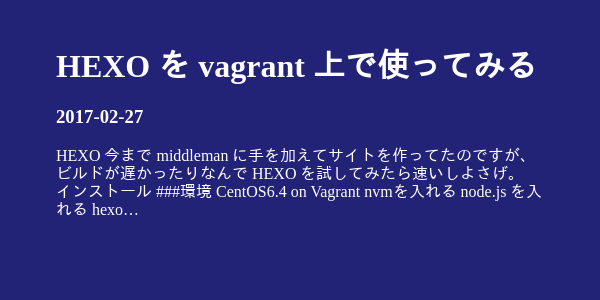 HEXO を vagrant 上で使ってみる
2017-02-27
HEXO 今まで middleman に手を加えてサイトを作ってたのですが、
ビルドが遅かったりなんで HEXO を試してみたら速いしよさげ。
インストール ###環境 CentOS6.4 on Vagrant nvmを入れる node.js を入
れる hexo…